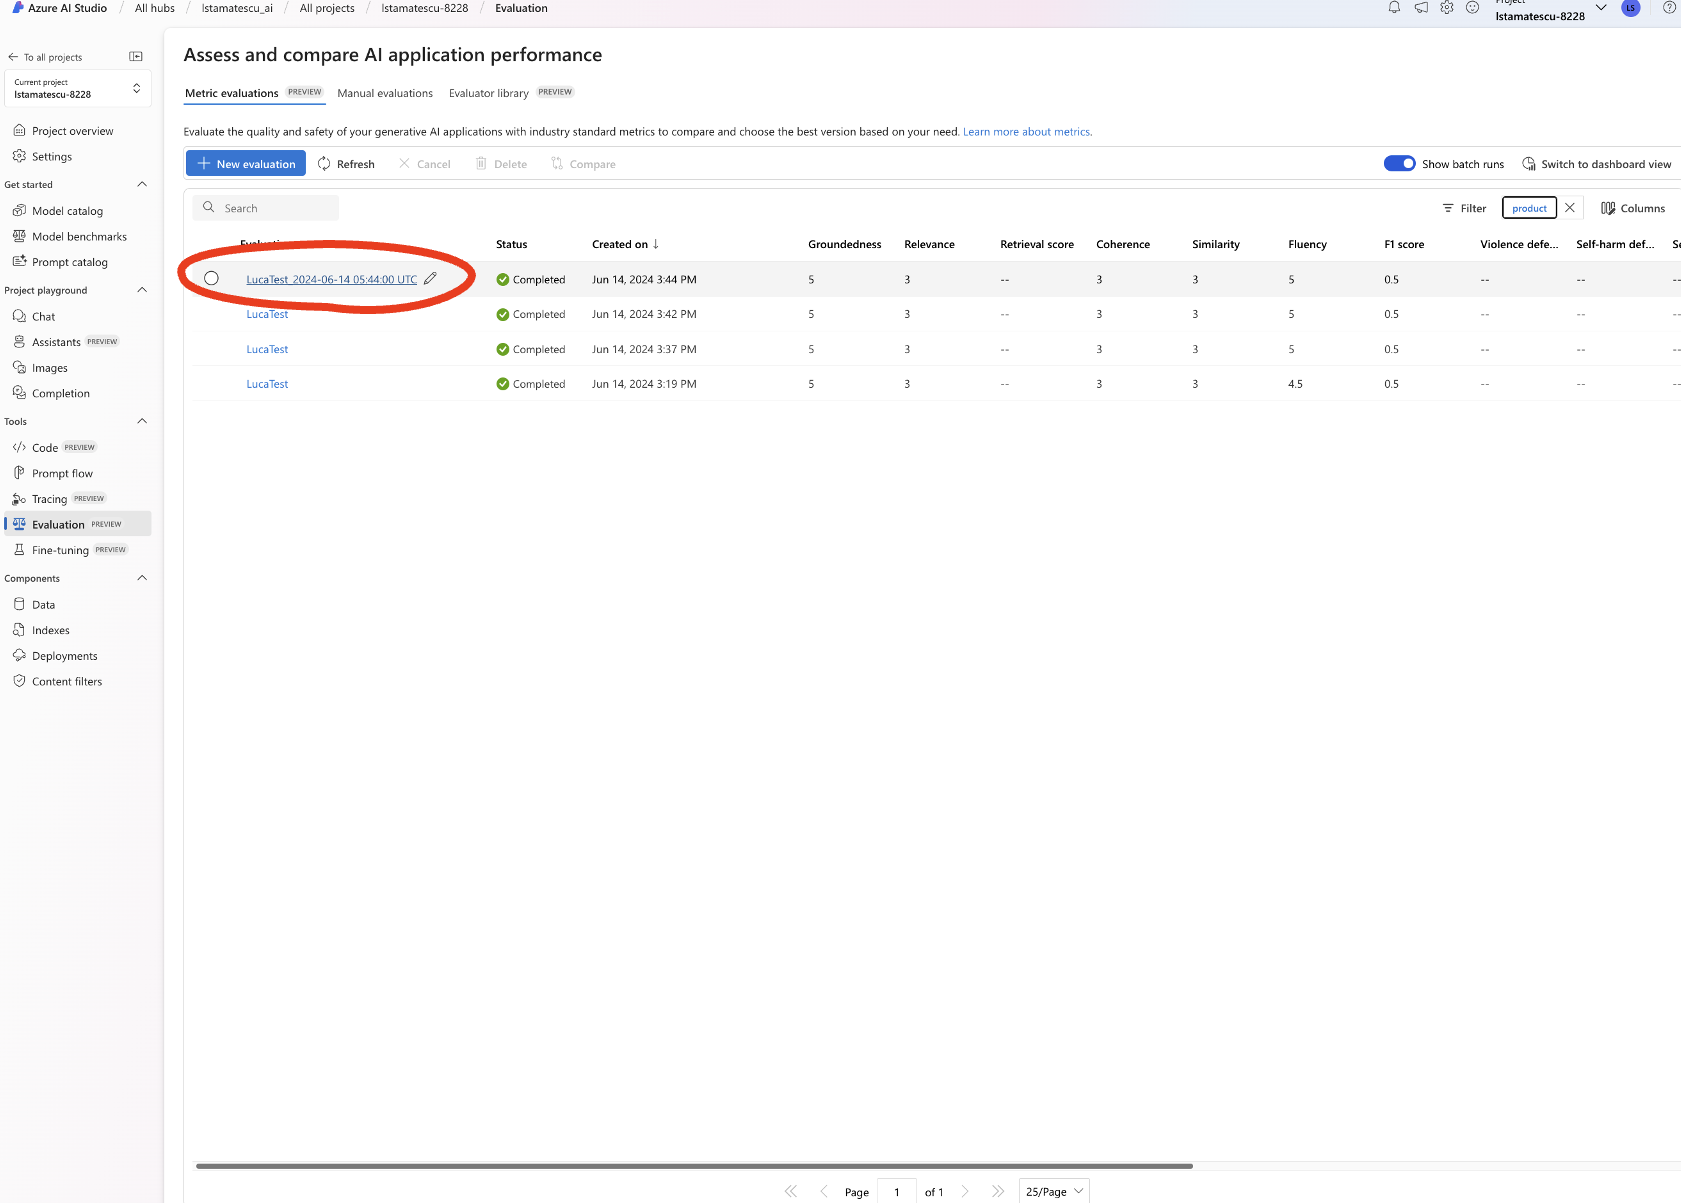 Azure AI Studio / All hubs / lstamatescu_ai / All projects / lstamatescu-8228 / Evaluation
Project
lstamatescu-8228
LS
To all projects
Current project
lstamatescu-8228
Project overview
Settings
Get started
Model catalog
Model benchmarks
Prompt catalog
Project playground
Chat
Assistants PREVIEW
Images
Completion
Tools
Code PREVIEW
Prompt flow
Tracing PREVIEW
Evaluation PREVIEW
Fine-tuning PREVIEW
Components
Data
Indexes
Deployments
Content filters
Assess and compare AI application performance
Metric evaluations PREVIEW Manual evaluations Evaluator library PREVIEW
Evaluate the quality and safety of your generative AI applications with industry standard metrics to compare and choose the best version based on your need. Learn more about metrics.
New evaluation Refresh Cancel Delete Compare Show batch runs Switch to dashboard view
Search Filter product Columns
Status Created on ↓ Groundedness Relevance Retrieval score Coherence Similarity Fluency F1 score Violence defe... Self-harm def...
LucaTest_2024-06-14 05:44:00 UTC Completed Jun 14, 2024 3:44 PM 5 3 -- 3 3 5 0.5 -- -- --
LucaTest Completed Jun 14, 2024 3:42 PM 5 3 -- 3 3 5 0.5 -- -- --
LucaTest Completed Jun 14, 2024 3:37 PM 5 3 -- 3 3 5 0.5 -- -- --
LucaTest Completed Jun 14, 2024 3:19 PM 5 3 -- 3 3 4.5 0.5 -- -- --
Page 1 of 1 25/Page